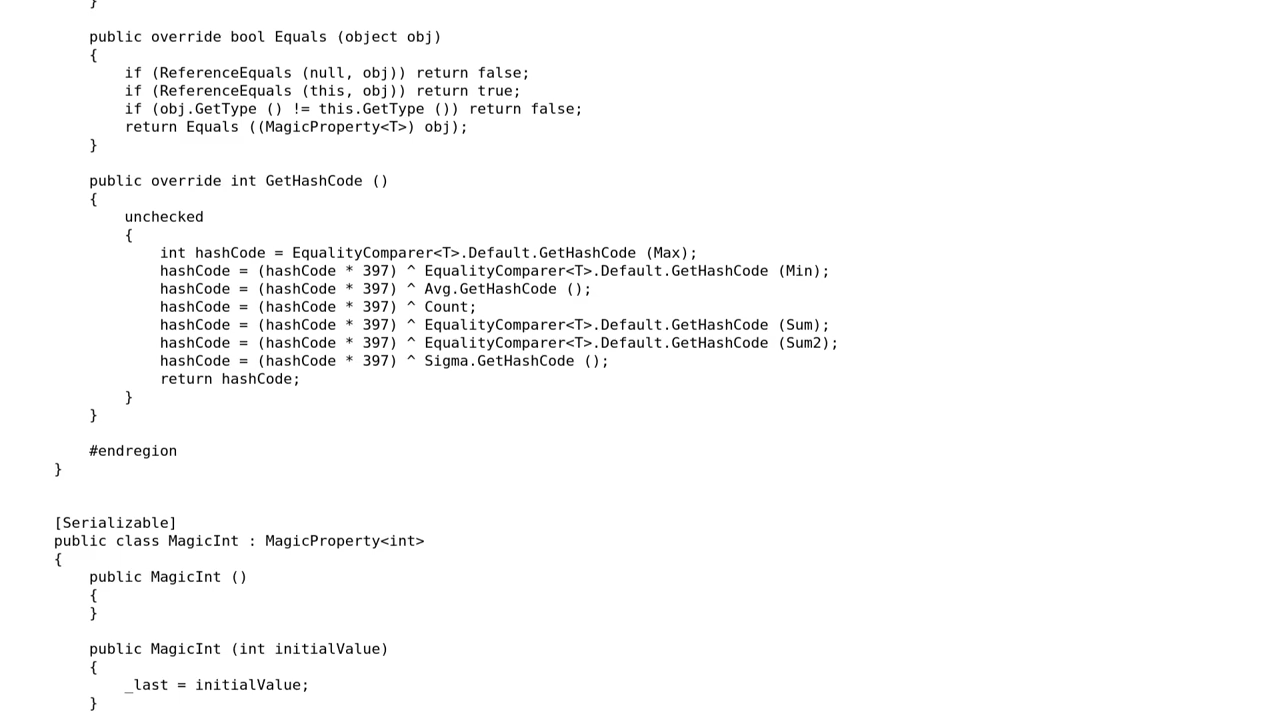 }
public override bool Equals (object obj)
{
if (ReferenceEquals (null, obj)) return false;
if (ReferenceEquals (this, obj)) return true;
if (obj.GetType () != this.GetType ()) return false;
return Equals ((MagicProperty<T>) obj);
}
public override int GetHashCode ()
{
unchecked
{
int hashCode = EqualityComparer<T>.Default.GetHashCode (Max);
hashCode = (hashCode * 397) ^ EqualityComparer<T>.Default.GetHashCode (Min);
hashCode = (hashCode * 397) ^ Avg.GetHashCode ();
hashCode = (hashCode * 397) ^ Count;
hashCode = (hashCode * 397) ^ EqualityComparer<T>.Default.GetHashCode (Sum);
hashCode = (hashCode * 397) ^ EqualityComparer<T>.Default.GetHashCode (Sum2);
hashCode = (hashCode * 397) ^ Sigma.GetHashCode ();
return hashCode;
}
}
#endregion
}
[Serializable]
public class MagicInt : MagicProperty<int>
{
public MagicInt ()
{
}
public MagicInt (int initialValue)
{
_last = initialValue;
}